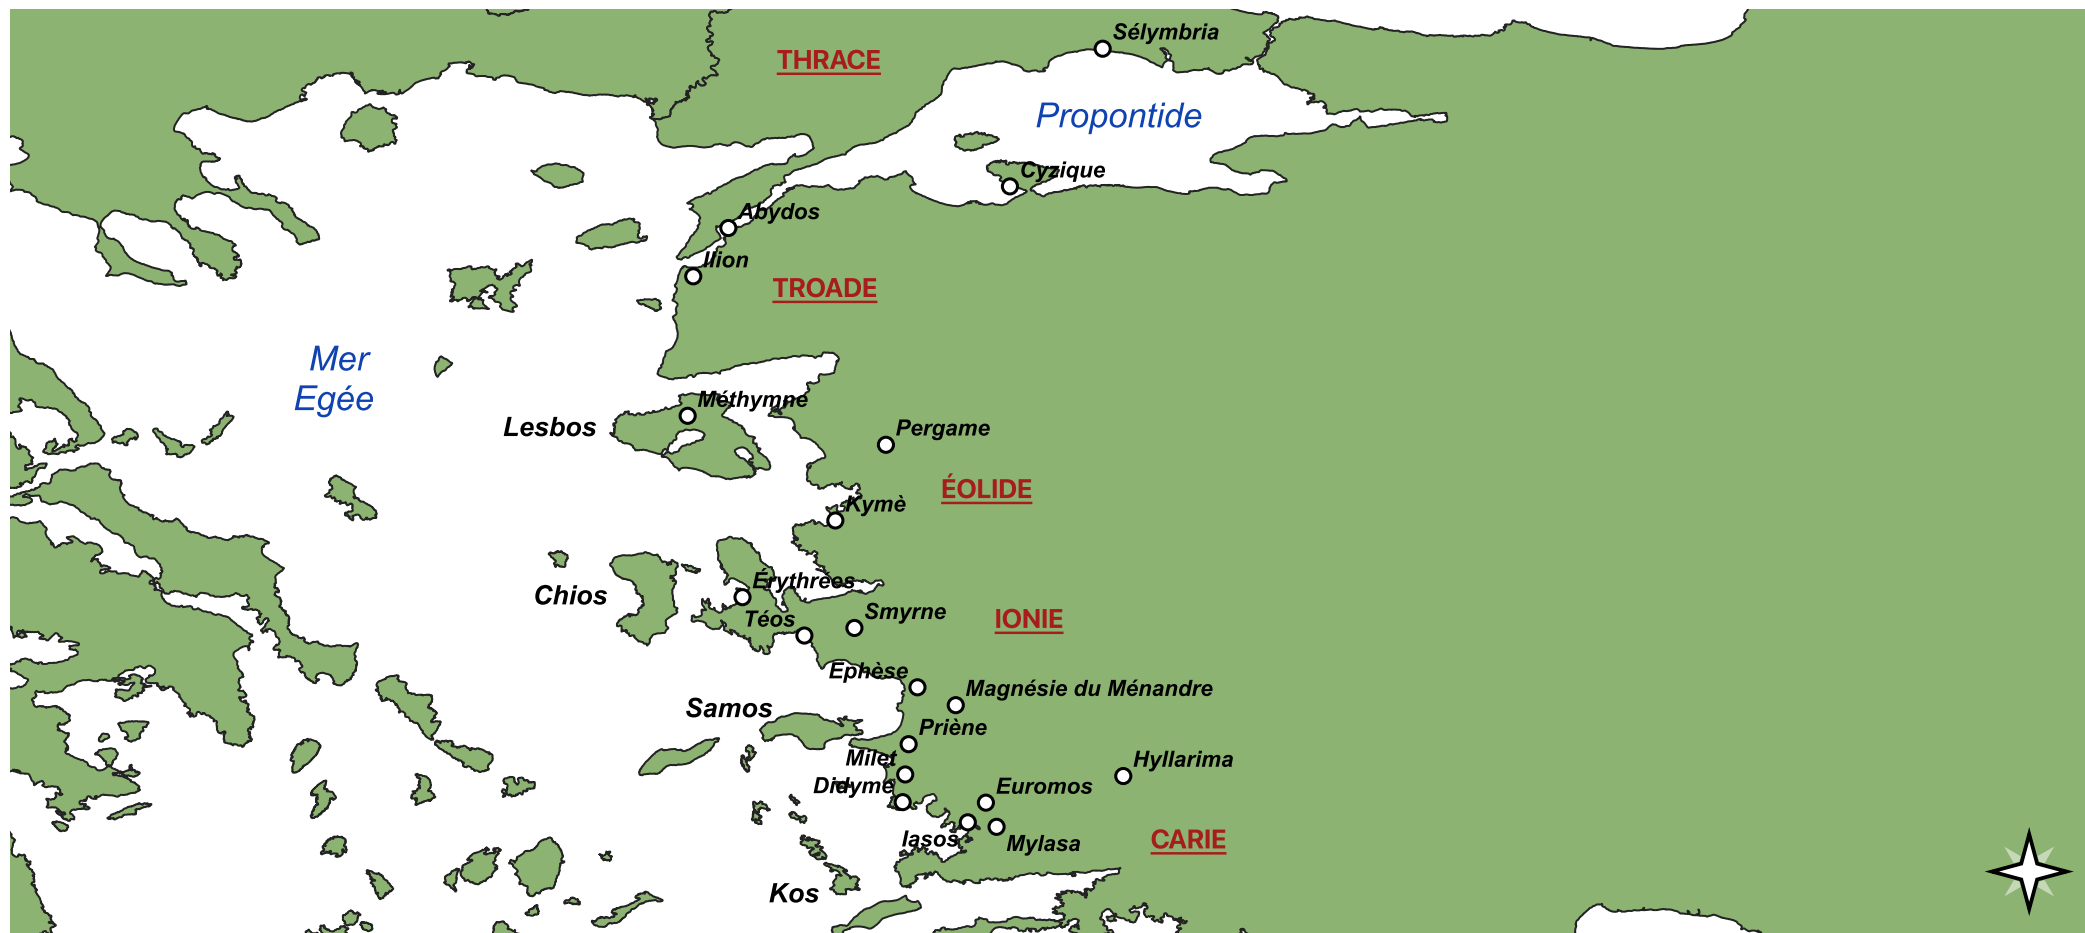 Sélymbria
THRACE
Propontide
Cyzique
Abydos
Ilion
TROADE
Mer
Egée
Méthymne
Lesbos
Pergame
ÉOLIDE
Kymè
Érythrées
Chios
Téos
Smyrne
IONIE
Ephèse
Magnésie du Ménandre
Samos
Priène
Milet
Hyllarima
Didyme
Euromos
Iasos
Mylasa
CARIE
Kos